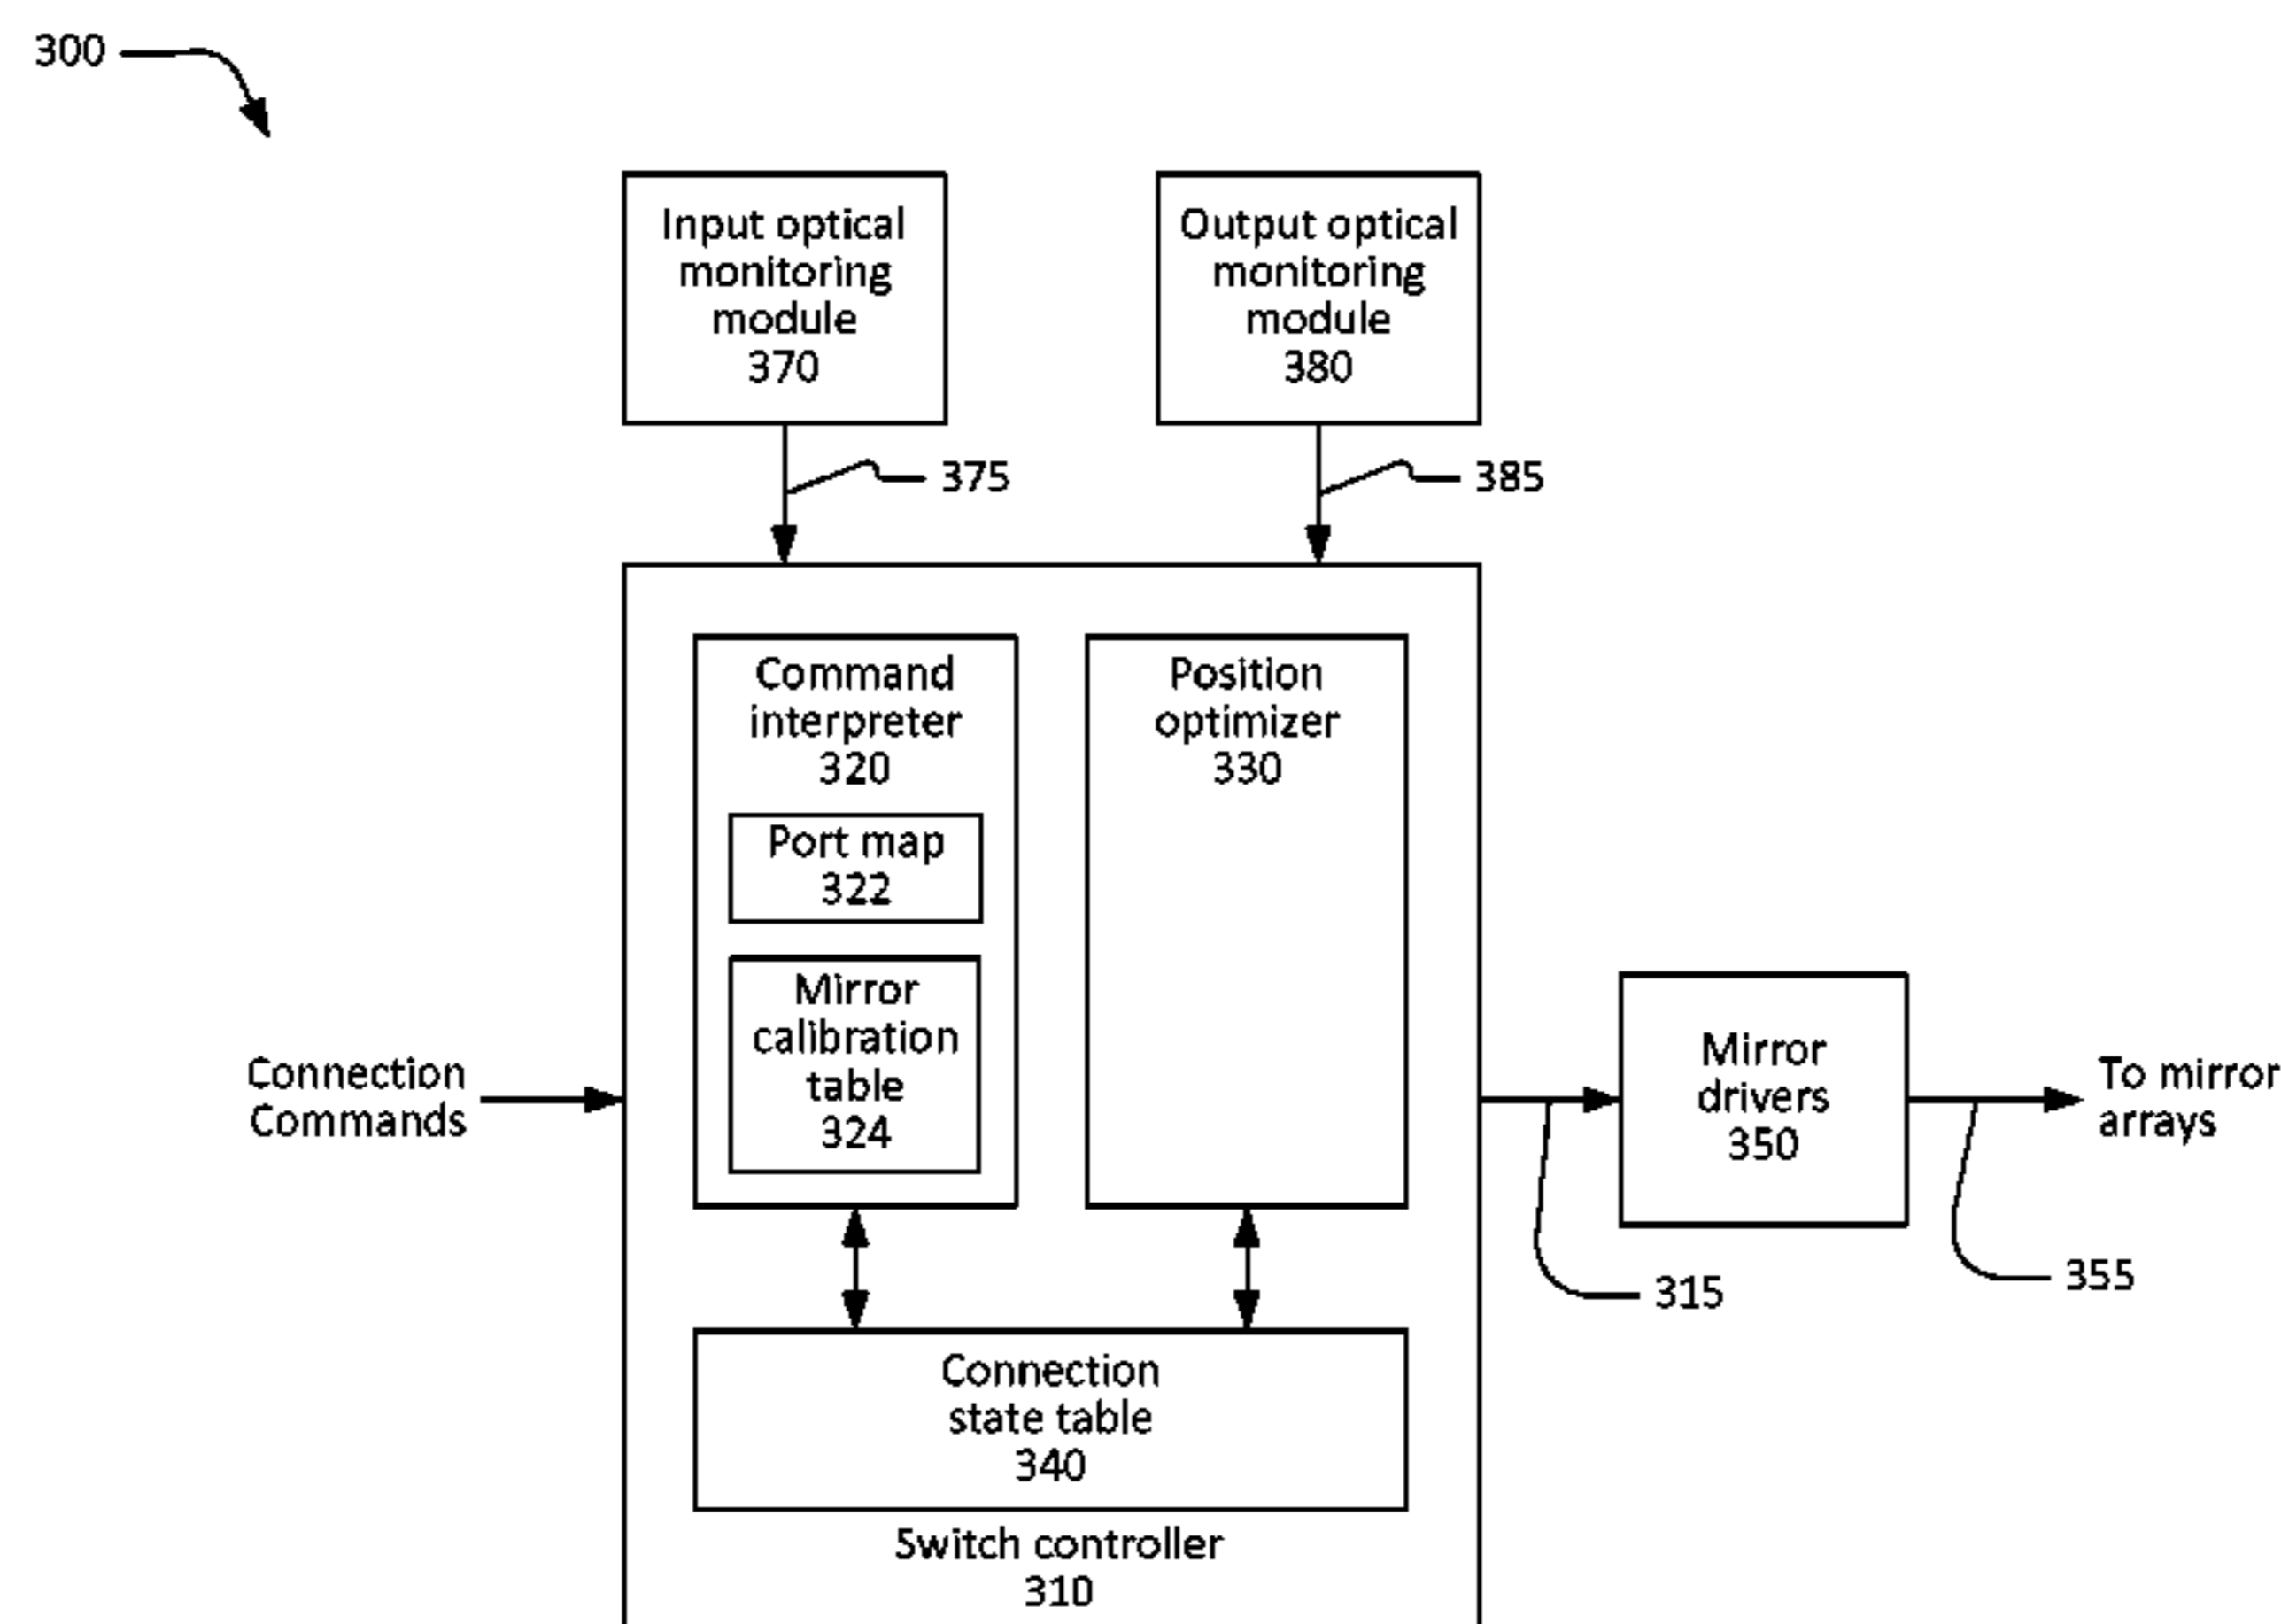 300
Input optical
monitoring
module
370
Output optical
monitoring
module
380
375
385
Command
interpreter
320
Port map
322
Mirror
calibration
table
324
Position
optimizer
330
Connection
Commands
Mirror
drivers
350
To mirror
arrays
315
355
Connection
state table
340
Switch controller
310